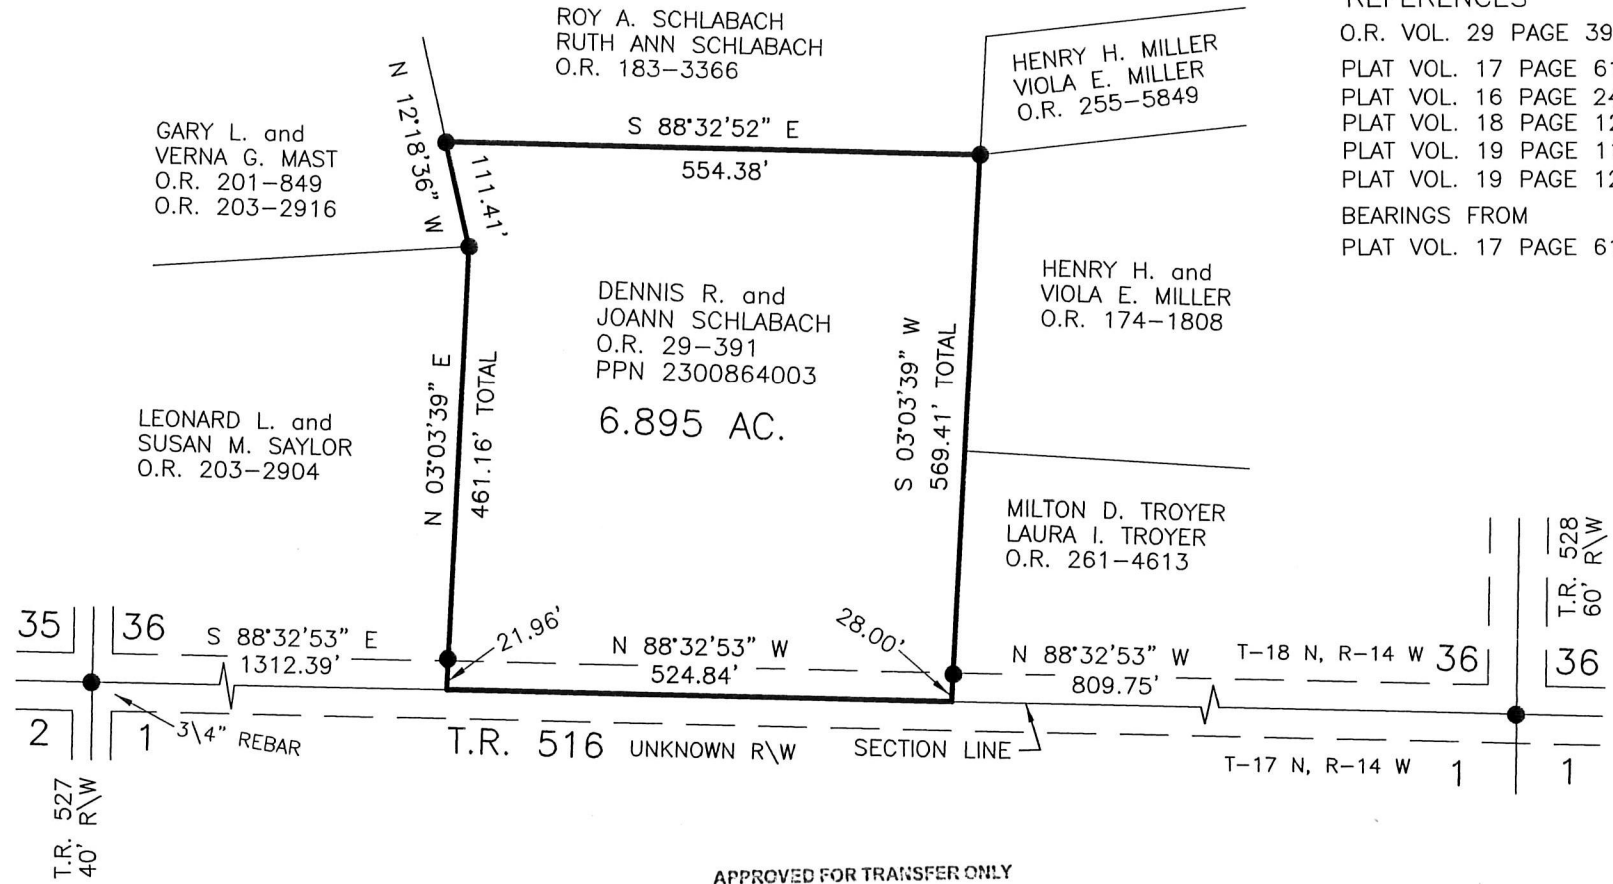 ROY A. SCHLABACH
RUTH ANN SCHLABACH
O.R. 183-3366
HENRY H. MILLER
VIOLA E. MILLER
O.R. 255-5849
REFERENCES
O.R. VOL. 29 PAGE 39
PLAT VOL. 17 PAGE 61
PLAT VOL. 16 PAGE 24
PLAT VOL. 18 PAGE 12
PLAT VOL. 19 PAGE 11
PLAT VOL. 19 PAGE 12
BEARINGS FROM
PLAT VOL. 17 PAGE 61
GARY L. and
VERNA G. MAST
O.R. 201-849
O.R. 203-2916
N 12°18'36" W
111.41'
S 88°32'52" E
554.38'
DENNIS R. and
JOANN SCHLABACH
O.R. 29-391
PPN 2300864003
6.895 AC.
HENRY H. and
VIOLA E. MILLER
O.R. 174-1808
LEONARD L. and
SUSAN M. SAYLOR
O.R. 203-2904
N 03°03'39" E
461.16' TOTAL
S 03°03'39" W
569.41' TOTAL
MILTON D. TROYER
LAURA I. TROYER
O.R. 261-4613
T.R. 528
60' R\W
35
36
S 88°32'53" E
1312.39'
21.96'
N 88°32'53" W
524.84'
28.00'
N 88°32'53" W
809.75'
T-18 N, R-14 W
36
36
2
1
3\4" REBAR
T.R. 516 UNKNOWN R\W
SECTION LINE
T-17 N, R-14 W
1
1
T.R. 527
40' R\W
APPROVED FOR TRANSFER ONLY